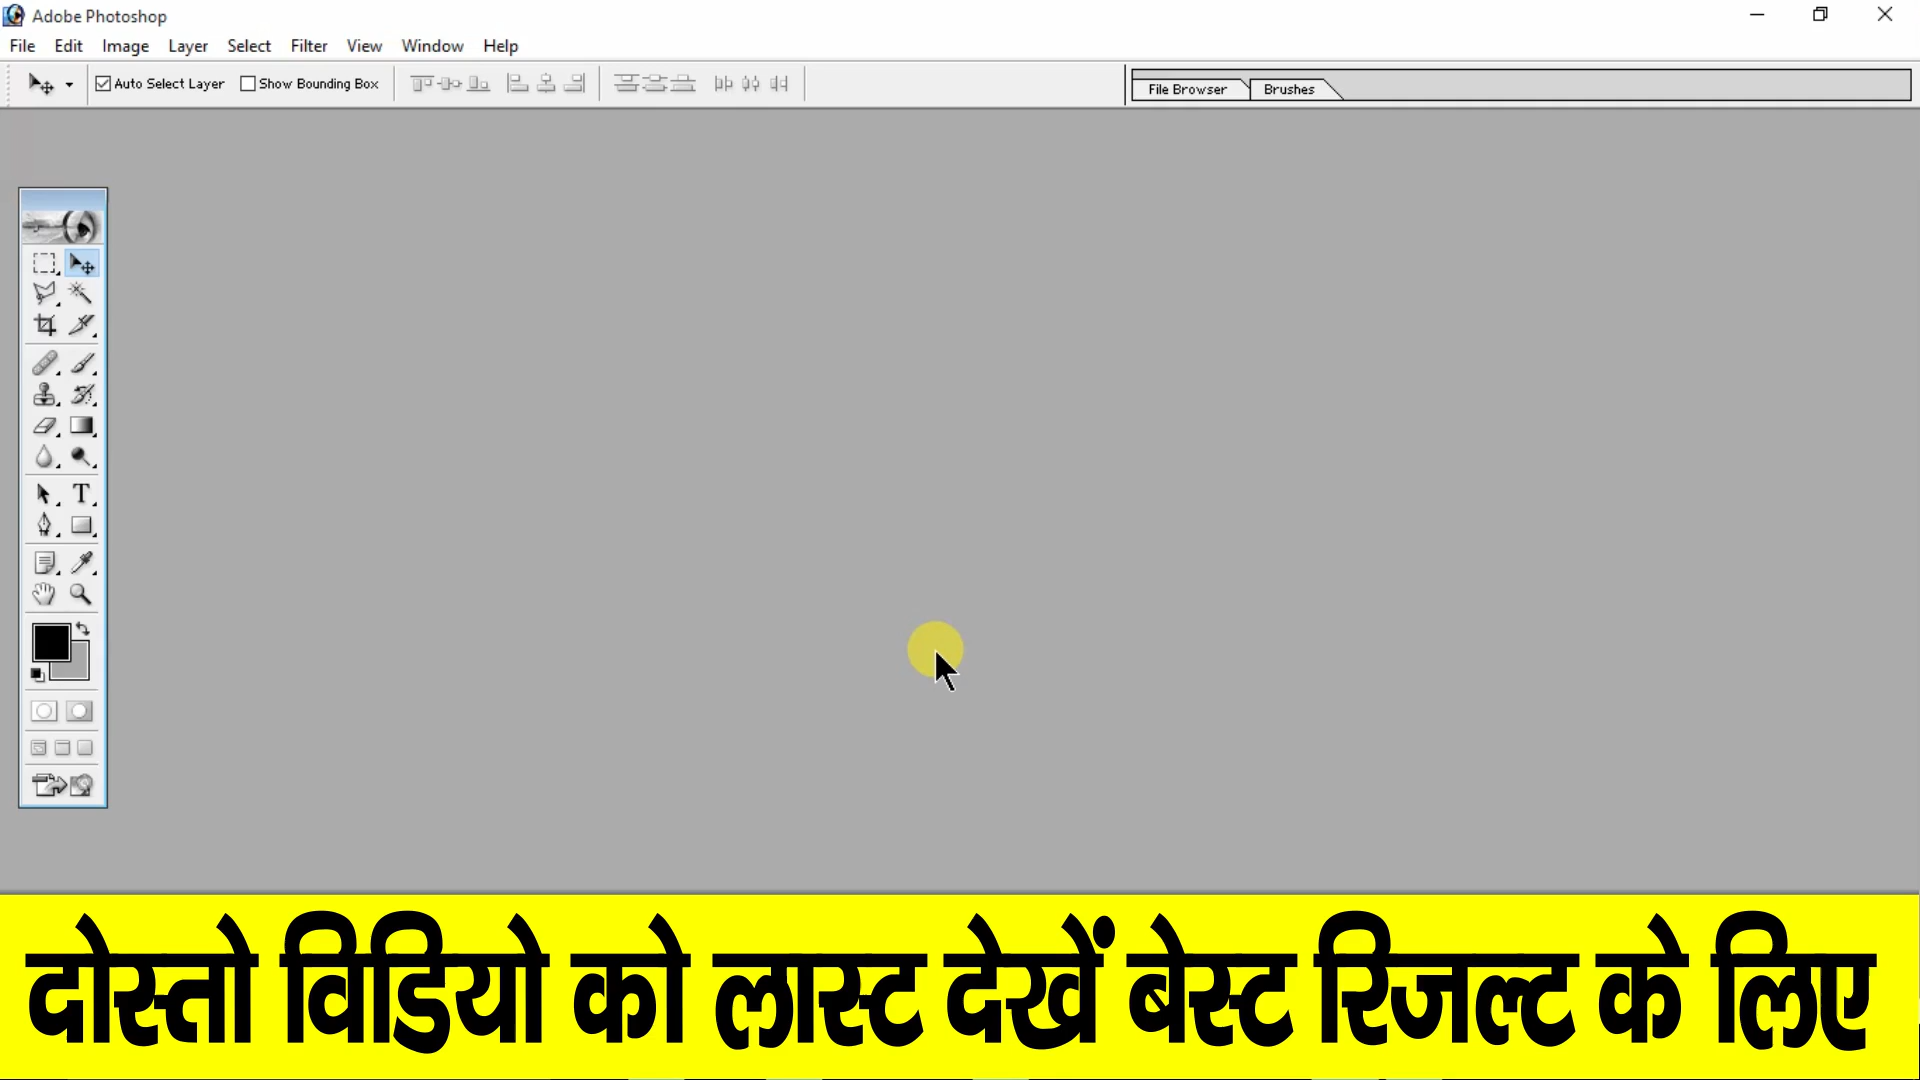 Adobe Photoshop
File Edit Image Layer Select Filter View Window Help
Auto Select Layer Show Bounding Box File Browser Brushes
T
दोस्तो विडियो को लास्ट देखें बेस्ट रिजल्ट के लिए